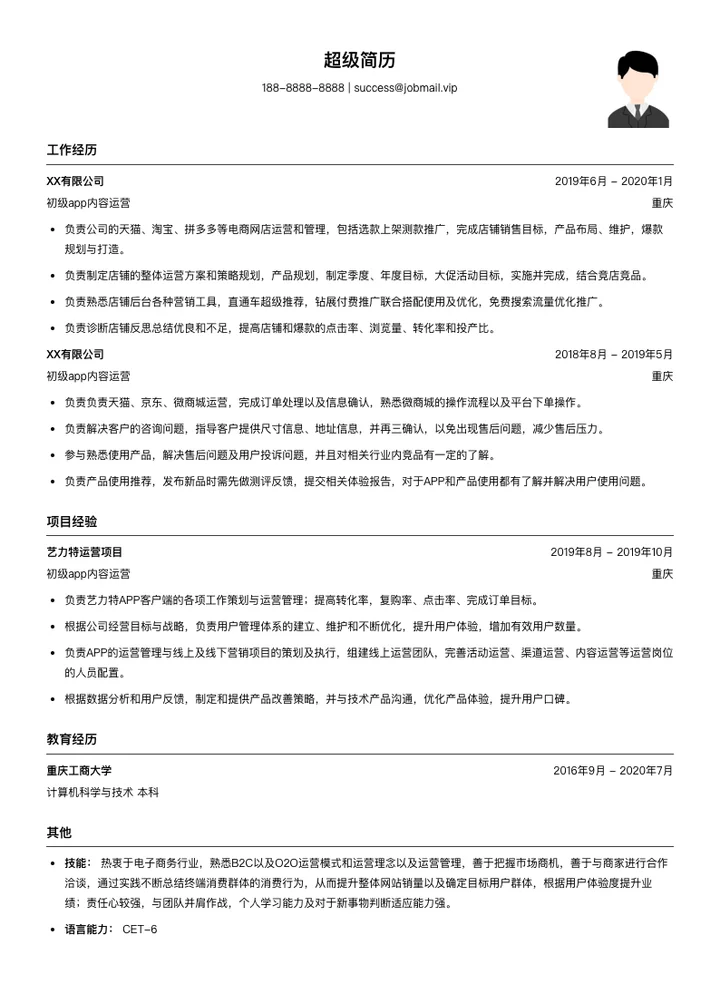 超级简历
188-8888-8888 | success@jobmail.vip
工作经历
XX有限公司 2019年6月 – 2020年1月
初级app内容运营 重庆
• 负责公司的天猫、淘宝、拼多多等电商网店运营和管理，包括选款上架测款推广，完成店铺销售目标，产品布局、维护，爆款
规划与打造。
• 负责制定店铺的整体运营方案和策略规划，产品规划，制定季度、年度目标，大促活动目标，实施并完成，结合竞店竞品。
• 负责熟悉店铺后台各种营销工具，直通车超级推荐，钻展付费推广联合搭配使用及优化，免费搜索流量优化推广。
• 负责诊断店铺反思总结优良和不足，提高店铺和爆款的点击率、浏览量、转化率和投产比。
XX有限公司 2018年8月 – 2019年5月
初级app内容运营 重庆
• 负责负责天猫、京东、微商城运营，完成订单处理以及信息确认，熟悉微商城的操作流程以及平台下单操作。
• 负责解决客户的咨询问题，指导客户提供尺寸信息、地址信息，并再三确认，以免出现售后问题，减少售后压力。
• 参与熟悉使用产品，解决售后问题及用户投诉问题，并且对相关行业内竞品有一定的了解。
• 负责产品使用推荐，发布新品时需先做测评反馈，提交相关体验报告，对于APP和产品使用都有了解并解决用户使用问题。
项目经验
艺力特运营项目 2019年8月 – 2019年10月
初级app内容运营 重庆
• 负责艺力特APP客户端的各项工作策划与运营管理；提高转化率，复购率、点击率、完成订单目标。
• 根据公司经营目标与战略，负责用户管理体系的建立、维护和不断优化，提升用户体验，增加有效用户数量。
• 负责APP的运营管理与线上及线下营销项目的策划及执行，组建线上运营团队，完善活动运营、渠道运营、内容运营等运营岗位
的人员配置。
• 根据数据分析和用户反馈，制定和提供产品改善策略，并与技术产品沟通，优化产品体验，提升用户口碑。
教育经历
重庆工商大学 2016年9月 – 2020年7月
计算机科学与技术 本科
其他
• 技能： 热衷于电子商务行业，熟悉B2C以及O2O运营模式和运营理念以及运营管理，善于把握市场商机，善于与商家进行合作
洽谈，通过实践不断总结终端消费群体的消费行为，从而提升整体网站销量以及确定目标用户群体，根据用户体验度提升业
绩；责任心较强，与团队并肩作战，个人学习能力及对于新事物判断适应能力强。
• 语言能力： CET-6